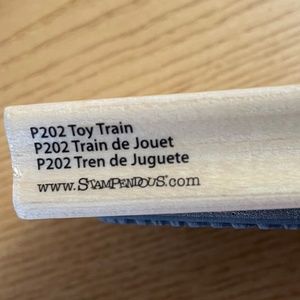 P202 Toy Train
P202 Train de Jouet
P202 Tren de Juguete
www.STAMPENDOUS®.com